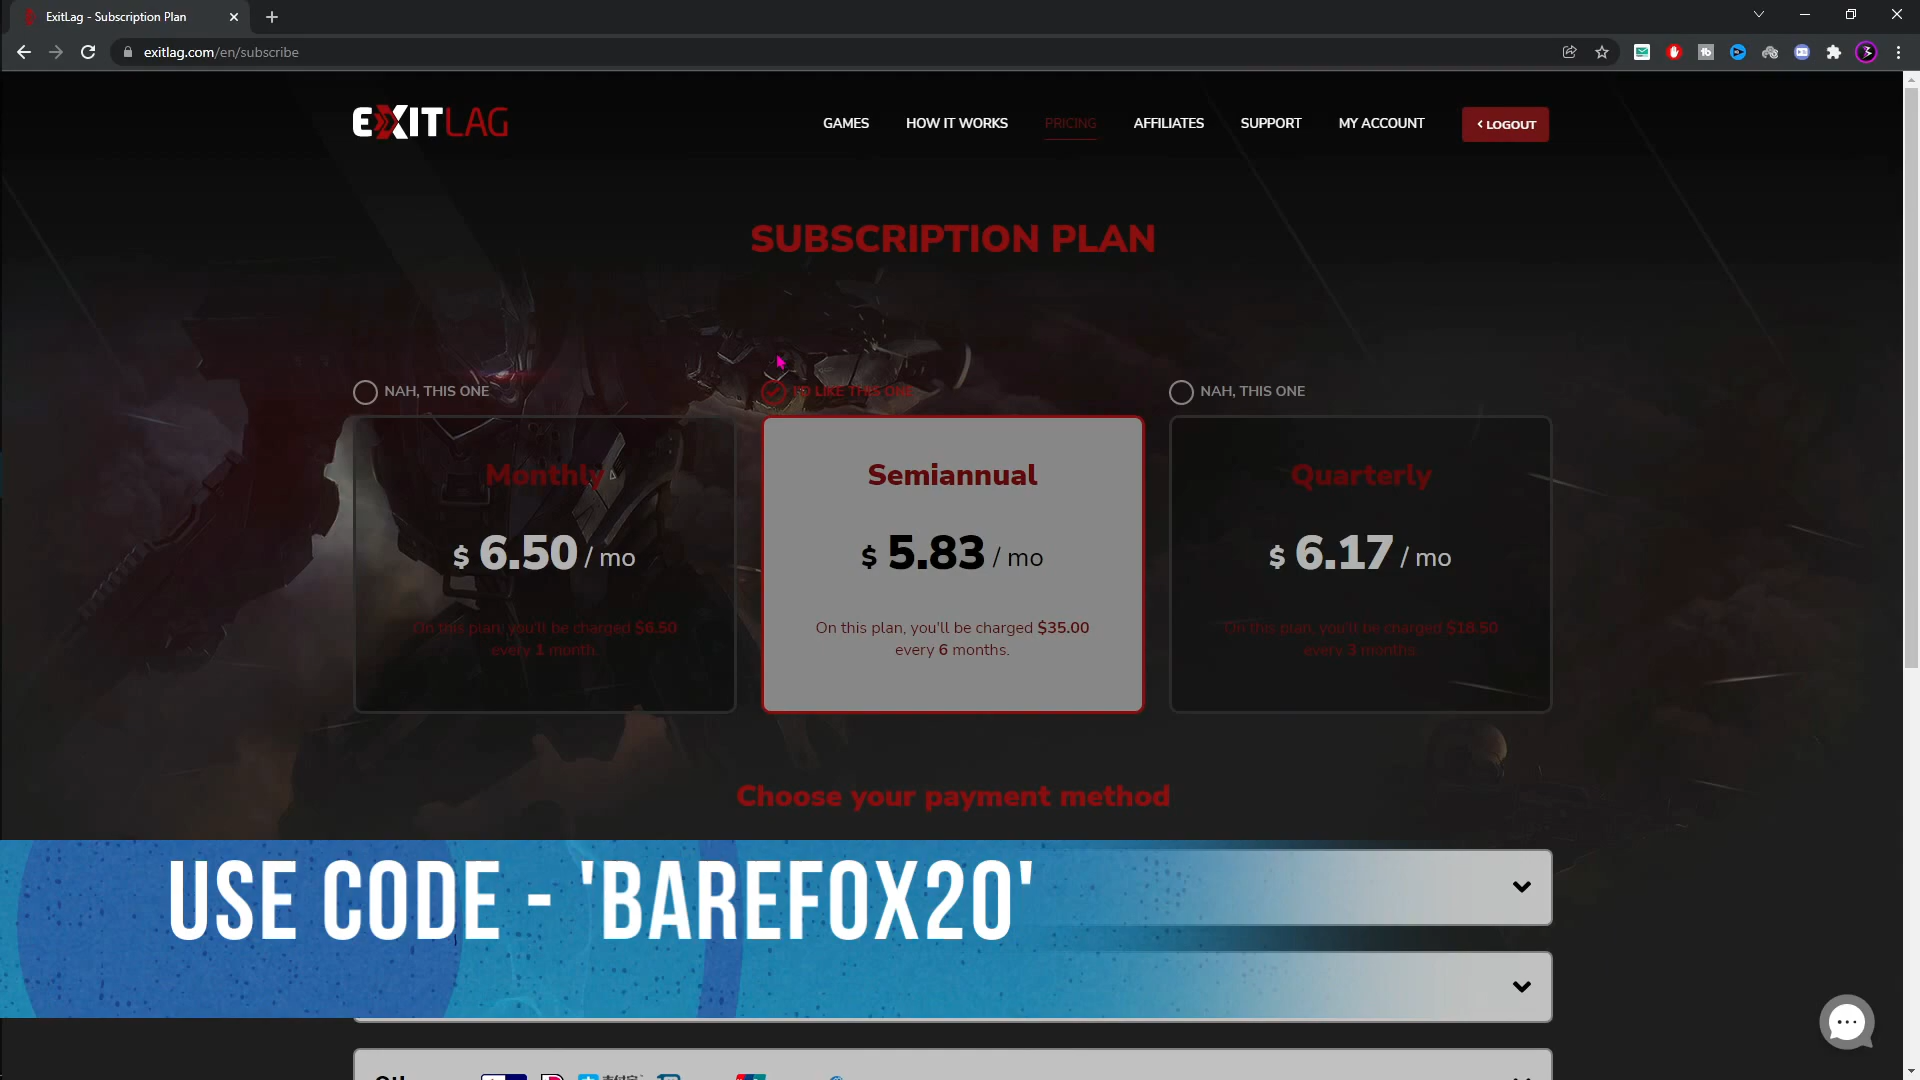 ExitLag - Subscription Plan
exitlag.com/en/subscribe
EXITLAG
GAMES
HOW IT WORKS
PRICING
AFFILIATES
SUPPORT
MY ACCOUNT
LOGOUT
SUBSCRIPTION PLAN
NAH, THIS ONE
I'D LIKE THIS ONE
NAH, THIS ONE
Monthly
$ 6.50 / mo
On this plan, you'll be charged $6.50
every 1 month.
Semiannual
$ 5.83 / mo
On this plan, you'll be charged $35.00
every 6 months.
Quarterly
$ 6.17 / mo
On this plan, you'll be charged $18.50
every 3 months.
Choose your payment method
USE CODE - 'BAREFOX20'